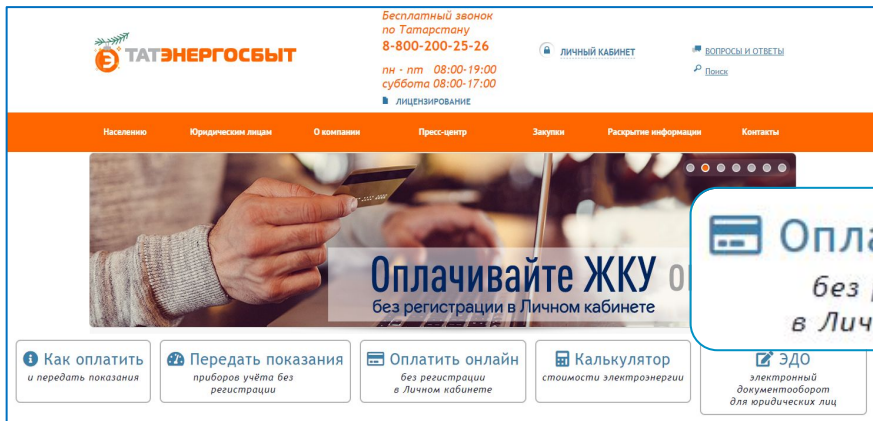 Бесплатный звонок
по Татарстану
8-800-200-25-26
пн - пт 08:00-19:00
суббота 08:00-17:00
ЛИЦЕНЗИРОВАНИЕ
ТАТЭНЕРГОСБЫТ
ЛИЧНЫЙ КАБИНЕТ
ВОПРОСЫ И ОТВЕТЫ
Поиск
Населению Юридическим лицам О компании Пресс-центр Закупки Раскрытие информации Контакты
Оплачивайте ЖКУ
без регистрации в Личном кабинете
без
в
Как оплатить
и передать показания
Передать показания
приборов учёта без
регистрации
Оплатить онлайн
без регистрации
в Личном кабинете
Калькулятор
стоимости электроэнергии
ЭДО
электронный
документооборот
для юридических лиц